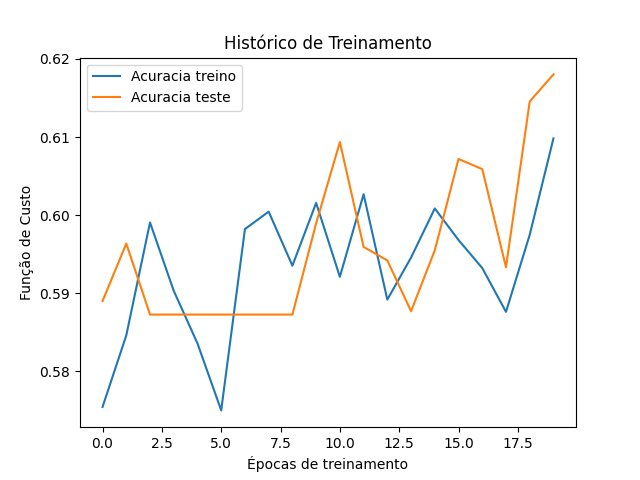 Histórico de Treinamento
Acuracia treino
Acuracia teste
Função de Custo
0.62
0.61
0.60
0.59
0.58
0.0 2.5 5.0 7.5 10.0 12.5 15.0 17.5
Épocas de treinamento